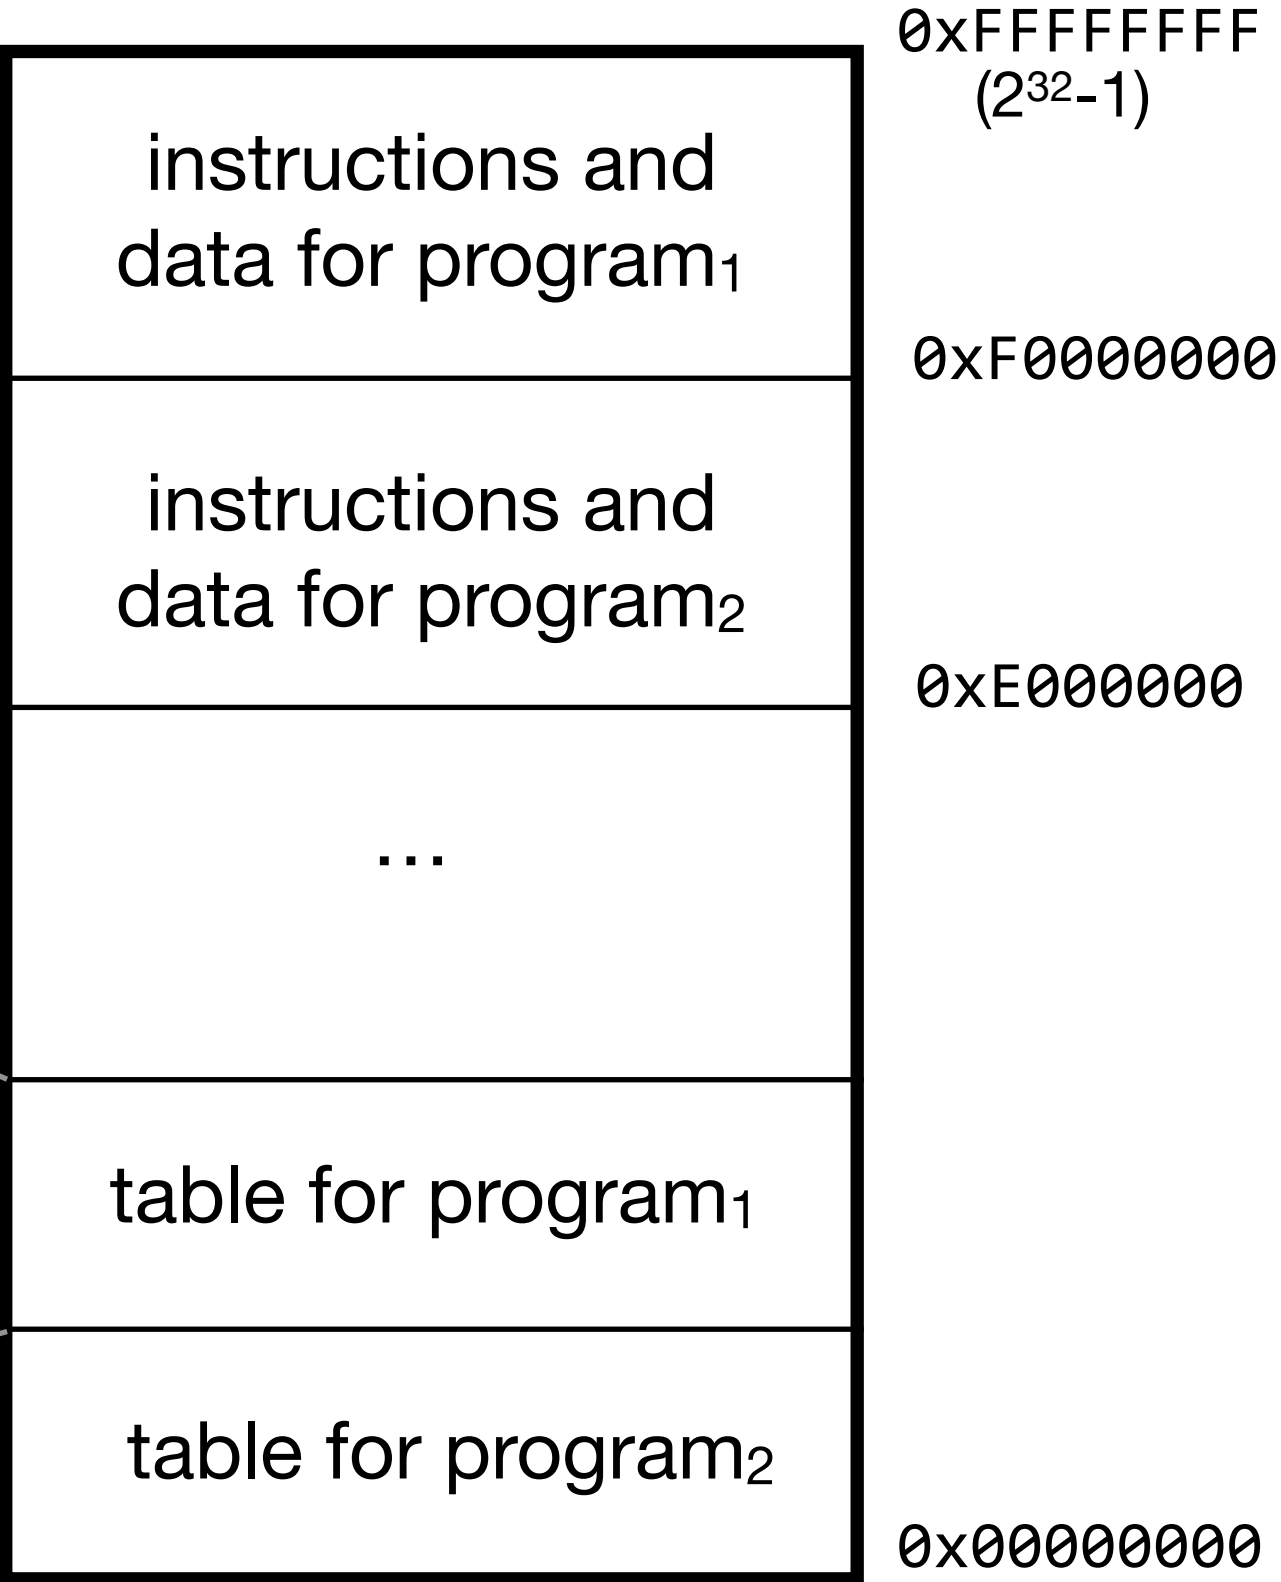 0xFFFFFFFF
(2³²-1)
instructions and
data for program₁
0xF0000000
instructions and
data for program₂
0xE000000
...
table for program₁
table for program₂
0x00000000